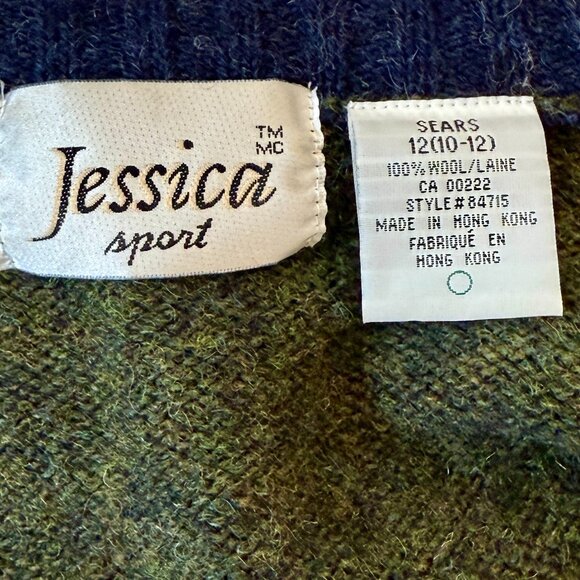 Jessica TM
MC
sport
SEARS
12(10-12)
100% WOOL/LAINE
CA 00222
STYLE#84715
MADE IN HONG KONG
FABRIQUÉ EN
HONG KONG